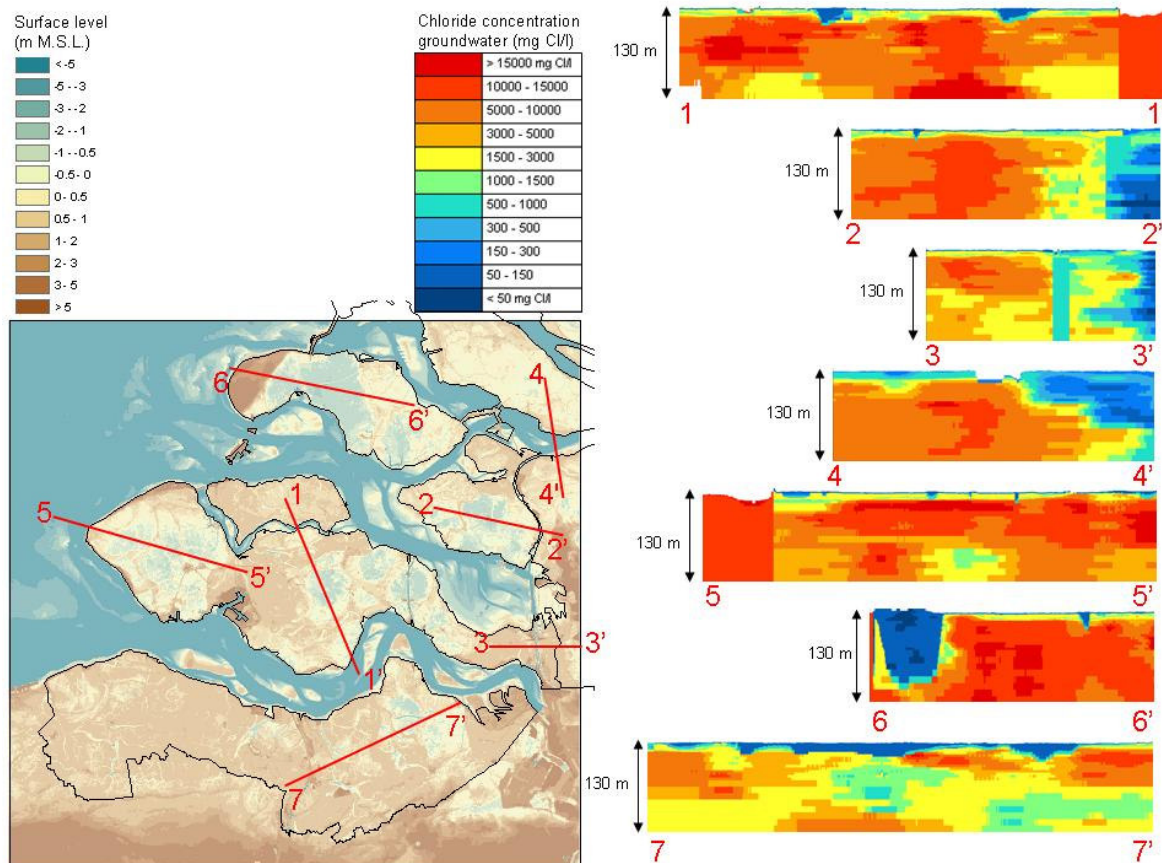 Surface level
(m M.S.L.)
<-5
-5 --3
-3 --2
-2 --1
-1 --0.5
-0.5- 0
0 - 0.5
0.5 - 1
1 - 2
2 - 3
3 - 5
> 5
Chloride concentration
groundwater (mg Cl/l)
> 15000 mg Cl/l
10000 - 15000
5000 - 10000
3000 - 5000
1500 - 3000
1000 - 1500
500 - 1000
300 - 500
150 - 300
50 - 150
< 50 mg Cl/l
6
6'
4
4'
1
1'
2
2'
5
5'
3
3'
7'
7
130 m
1
1
130 m
2
2'
130 m
3
3'
130 m
4
4'
130 m
5
5'
130 m
6
6'
130 m
7
7'